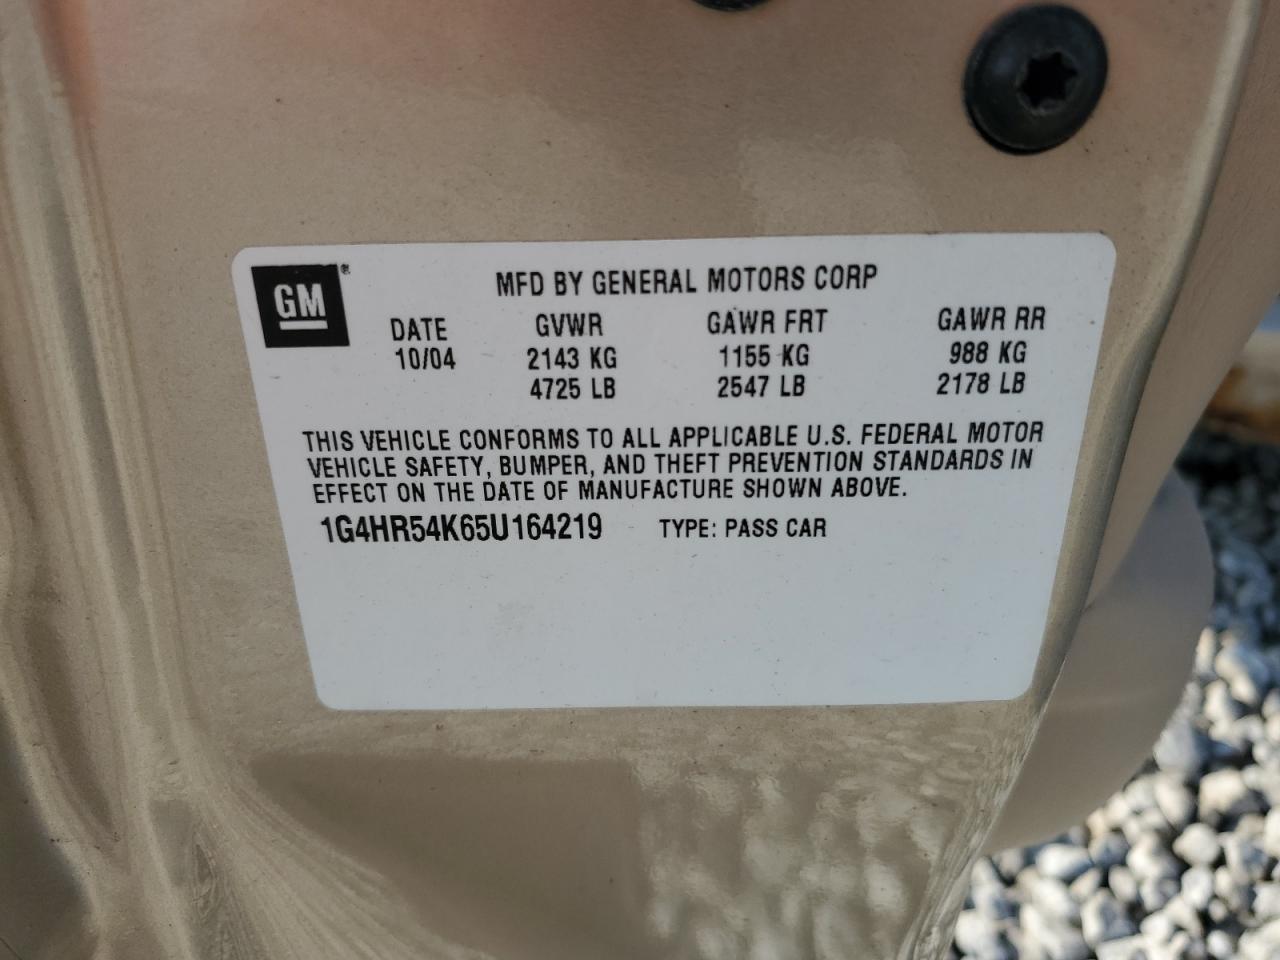 GM®
MFD BY GENERAL MOTORS CORP
DATE GVWR GAWR FRT GAWR RR
10/04 2143 KG 1155 KG 988 KG
4725 LB 2547 LB 2178 LB
THIS VEHICLE CONFORMS TO ALL APPLICABLE U.S. FEDERAL MOTOR
VEHICLE SAFETY, BUMPER, AND THEFT PREVENTION STANDARDS IN
EFFECT ON THE DATE OF MANUFACTURE SHOWN ABOVE.
1G4HR54K65U164219 TYPE: PASS CAR